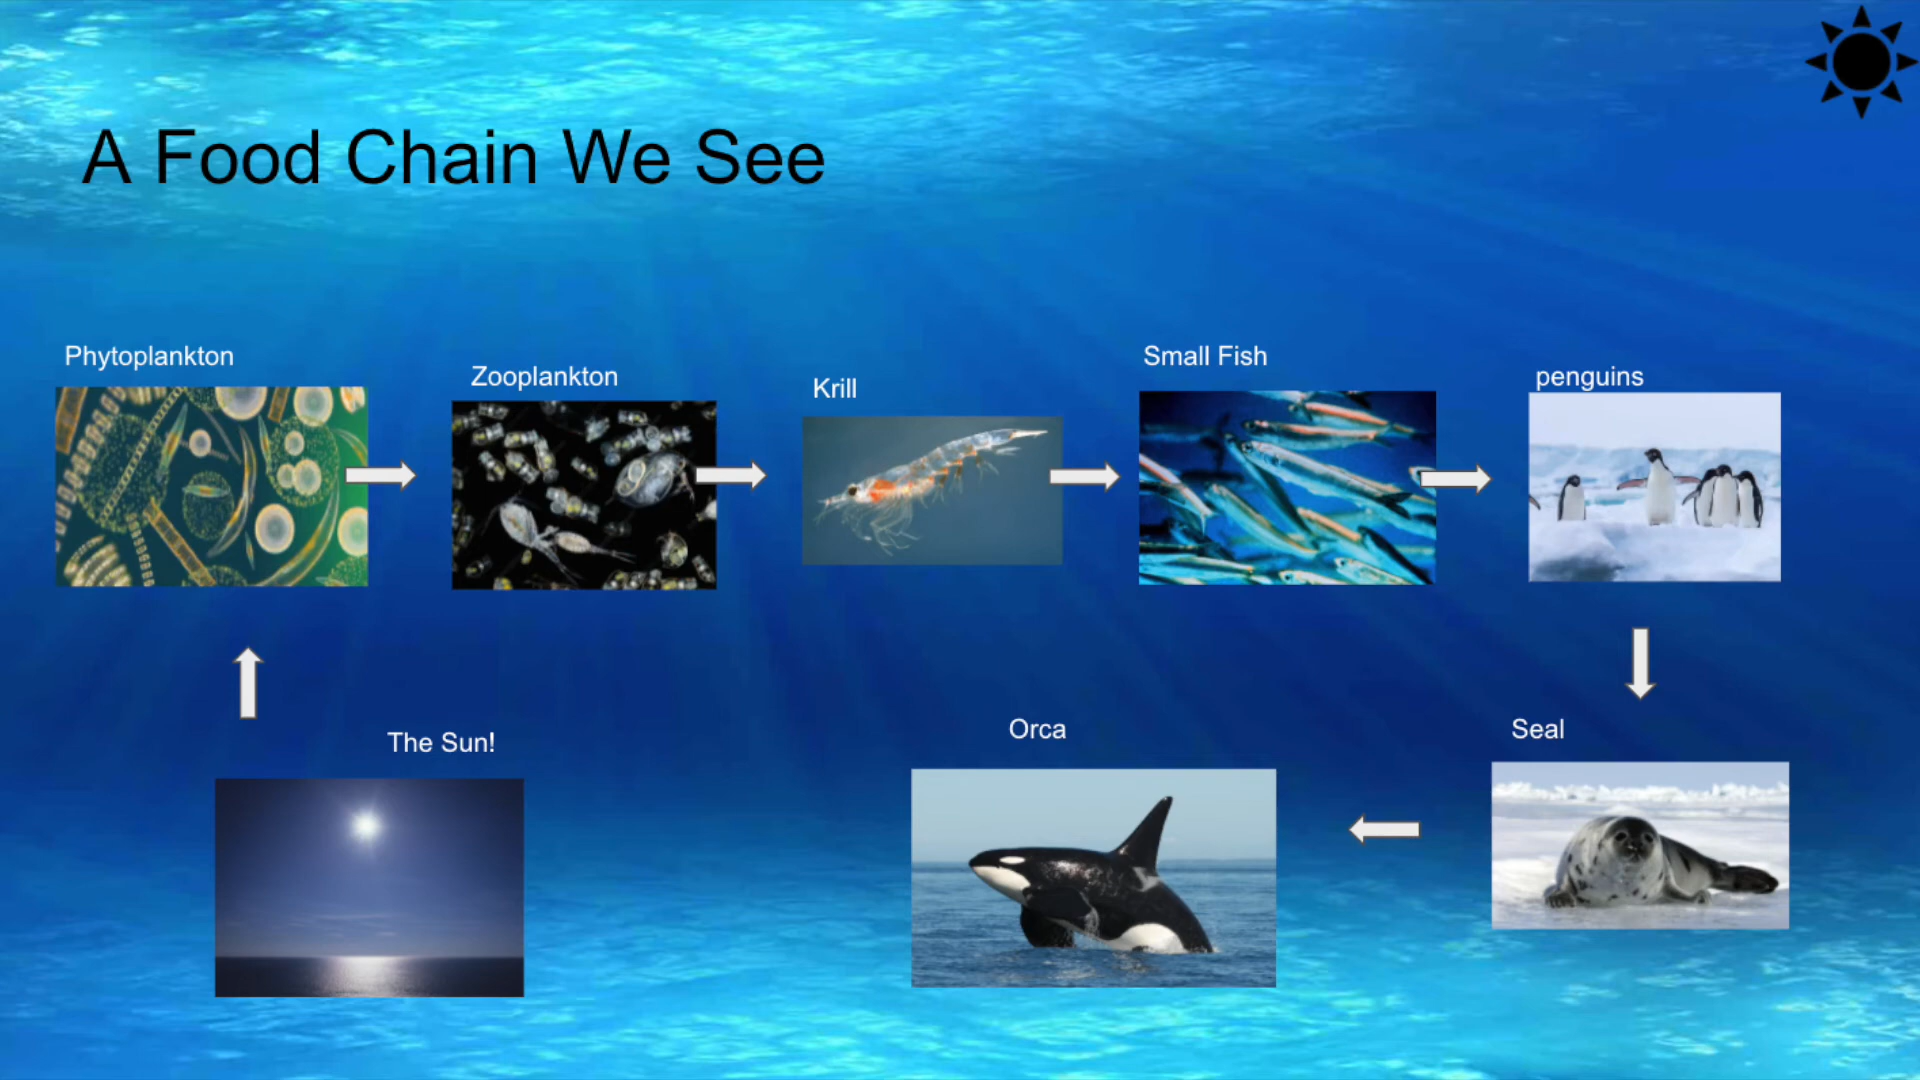 A Food Chain We See
Phytoplankton
Zooplankton
Krill
Small Fish
penguins
The Sun!
Orca
Seal